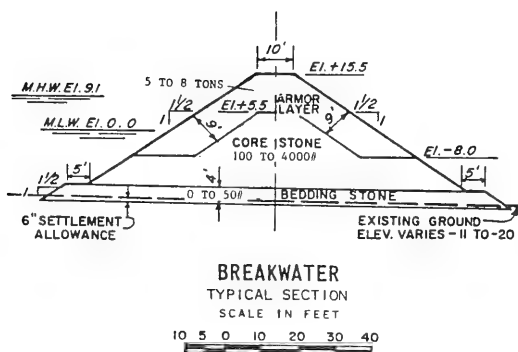 10'
El.+15.5
5 TO 8 TONS
M.H.W. El. 9.1
1 1/2
El.+5.5
ARMOR
LAYER
1 1/2
1
1
M.L.W. El. 0.0
9'
9'
CORE STONE
100 TO 4000#
El.-8.0
1 1/2
5'
5'
1
0 TO 50#
4'
BEDDING STONE
6" SETTLEMENT
ALLOWANCE
EXISTING GROUND
ELEV. VARIES -11 TO-20
BREAKWATER
TYPICAL SECTION
SCALE IN FEET
10 5 0 10 20 30 40